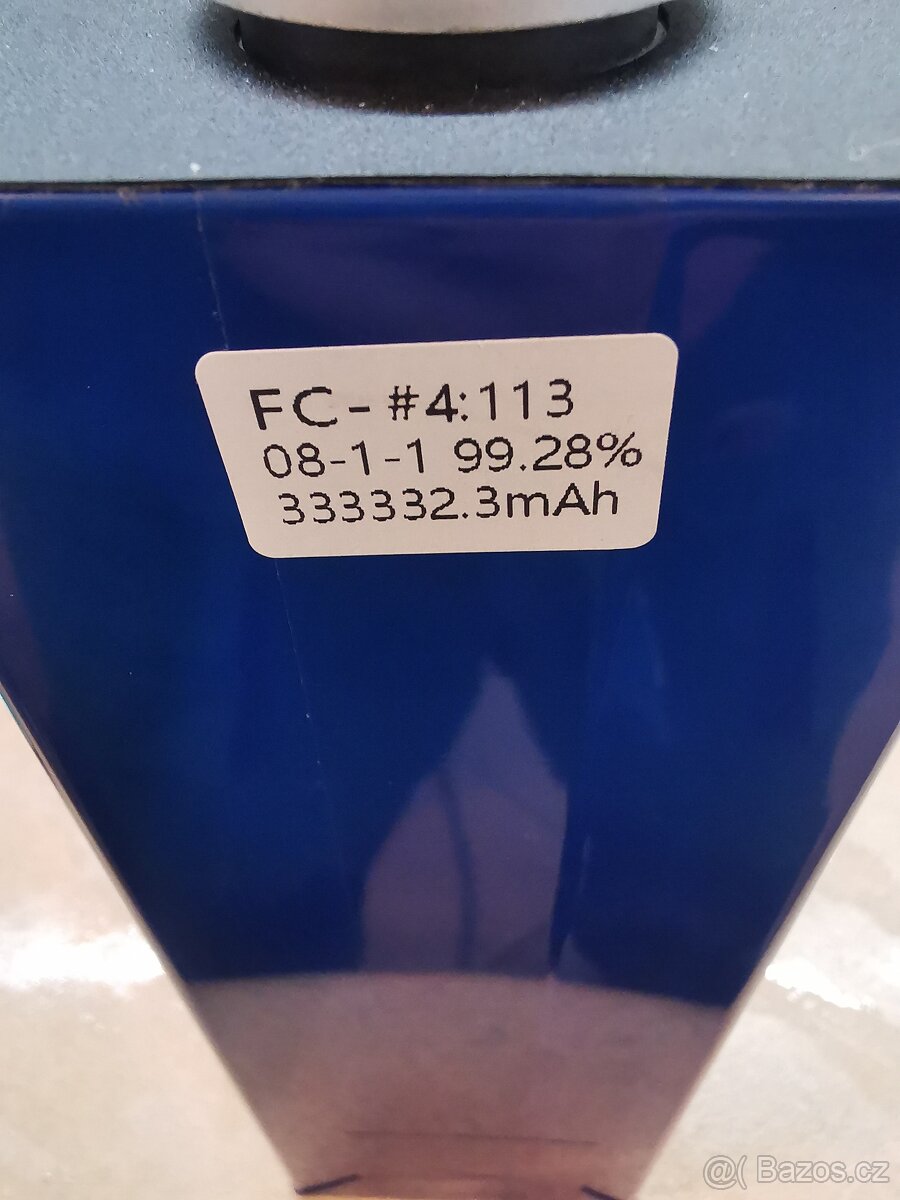 FC-#4:113
08-1-1 99.28%
333332.3mAh
@( Bazos.cz